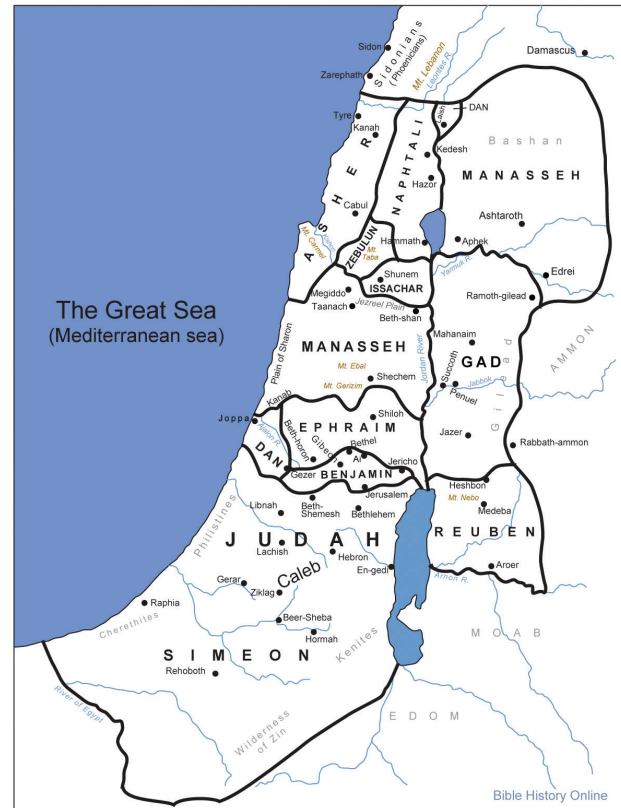 Sidon
Sidonians
(Phoenicians)
Mt. Lebanon
Leontes R.
Damascus
Zarephath
Tyre
Kanah
DAN
Laish
Bashan
Kedesh
NAPHTALI
MANASSEH
Hazor
ASHER
Cabul
Ashtaroth
Mt. Carmel
Kishon
ZEBULUN
Mt.
Taba
Hammath
Aphek
Yarmuk R.
Edrei
Shunem
ISSACHAR
Megiddo
Taanach
Jezreel Plain
Beth-shan
Ramoth-gilead
The Great Sea
(Mediterranean sea)
Plain of Sharon
MANASSEH
Jordan River
Mahanaim
GAD
AMMON
Mt. Ebal
Shechem
Mt. Gerizim
Succoth
Penuel
Jabbok
Gilead
Kanab
Joppa
Ajalon R.
Shiloh
EPHRAIM
Beth-horon
Gibeon
Bethel
Ai
Jazer
Rabbath-ammon
DAN
Gezer
BENJAMIN
Jericho
Heshbon
Mt. Nebo
Jerusalem
Libnah
Beth-
Shemesh
Bethlehem
Medeba
Philistines
JUDAH
REUBEN
Lachish
Hebron
Caleb
En-gedi
Aroer
Arnon R.
Gerar
Ziklag
Raphia
Cherethites
Beer-Sheba
Hormah
Kenites
MOAB
SIMEON
Rehoboth
River of Egypt
Wilderness
of Zin
EDOM
Bible History Online